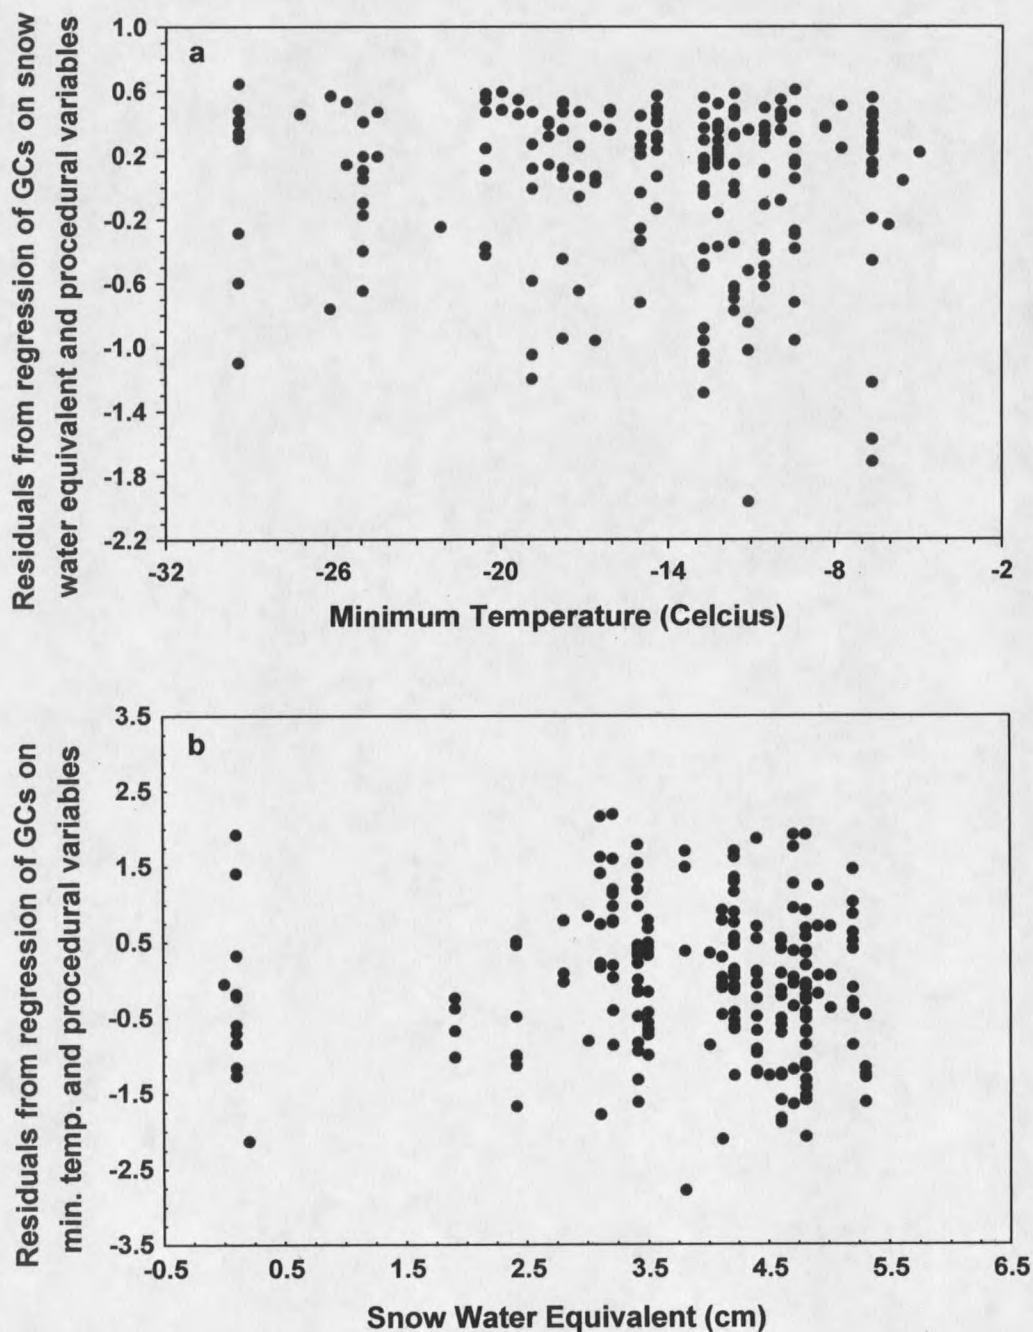 Residuals from regression of GCs on snow
water equivalent and procedural variables
a
1.0
0.6
0.2
-0.2
-0.6
-1.0
-1.4
-1.8
-2.2
-32 -26 -20 -14 -8 -2
Minimum Temperature (Celcius)
Residuals from regression of GCs on
min. temp. and procedural variables
b
3.5
2.5
1.5
0.5
-0.5
-1.5
-2.5
-3.5
-0.5 0.5 1.5 2.5 3.5 4.5 5.5 6.5
Snow Water Equivalent (cm)